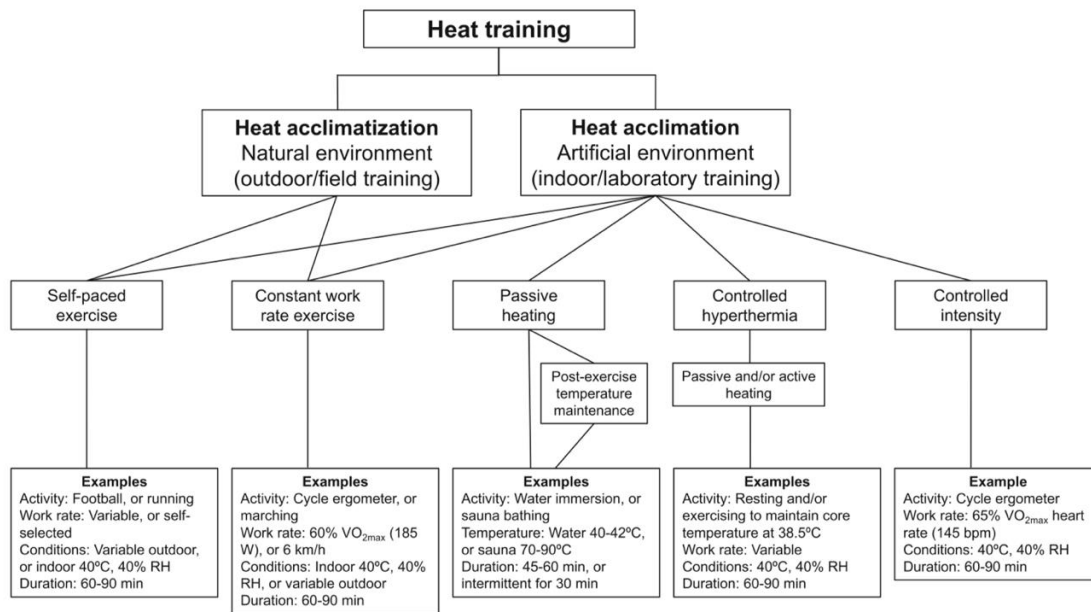 Heat training
Heat acclimatization
Natural environment
(outdoor/field training)
Heat acclimation
Artificial environment
(indoor/laboratory training)
Self-paced
exercise
Constant work
rate exercise
Passive
heating
Controlled
hyperthermia
Controlled
intensity
Post-exercise
temperature
maintenance
Passive and/or active
heating
Examples
Activity: Football, or running
Work rate: Variable, or self-
selected
Conditions: Variable outdoor,
or indoor 40ºC, 40% RH
Duration: 60-90 min
Examples
Activity: Cycle ergometer, or
marching
Work rate: 60% VO₂max (185
W), or 6 km/h
Conditions: Indoor 40ºC, 40%
RH, or variable outdoor
Duration: 60-90 min
Examples
Activity: Water immersion, or
sauna bathing
Temperature: Water 40-42ºC,
or sauna 70-90ºC
Duration: 45-60 min, or
intermittent for 30 min
Examples
Activity: Resting and/or
exercising to maintain core
temperature at 38.5ºC
Work rate: Variable
Conditions: 40ºC, 40% RH
Duration: 60-90 min
Example
Activity: Cycle ergometer
Work rate: 65% VO₂max heart
rate (145 bpm)
Conditions: 40ºC, 40% RH
Duration: 60-90 min